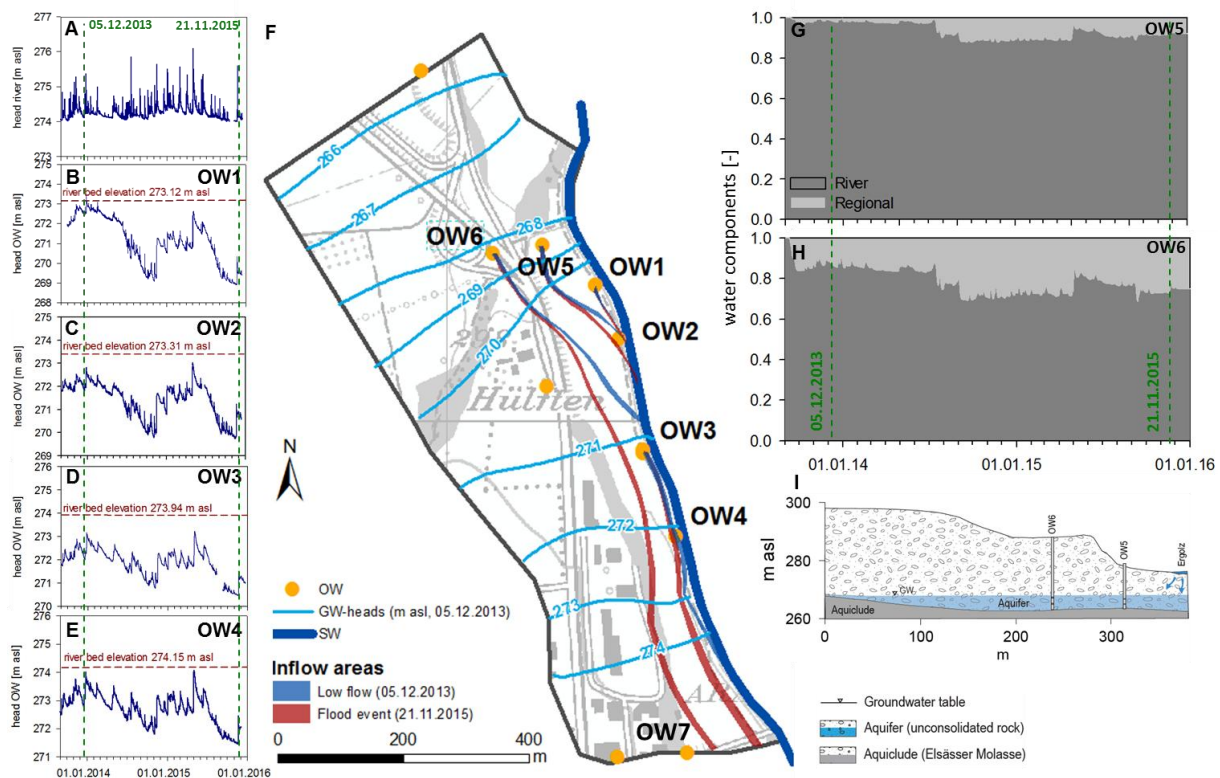 A
05.12.2013
21.11.2015
head river [m asl]
277
276
275
274
273
B
OW1
river bed elevation 273.12 m asl
head OW [m asl]
275
274
273
272
271
270
269
268
C
OW2
river bed elevation 273.31 m asl
head OW [m asl]
275
274
273
272
271
270
269
D
OW3
river bed elevation 273.94 m asl
head OW [m asl]
276
275
274
273
272
271
270
E
OW4
river bed elevation 274.15 m asl
head OW [m asl]
276
275
274
273
272
271
01.01.2014
01.01.2015
01.01.2016
F
266
267
268
OW6
OW5
OW1
269
OW2
270
Hülften
OW3
271
OW4
272
273
274
OW7
N
OW
GW-heads (m asl, 05.12.2013)
SW
Inflow areas
Low flow (05.12.2013)
Flood event (21.11.2015)
0
200
400
m
G
OW5
1.0
0.8
0.6
0.4
0.2
0.0
River
Regional
water components [-]
H
OW6
1.0
0.8
0.6
0.4
0.2
0.0
05.12.2013
21.11.2015
01.01.14
01.01.15
01.01.16
I
300
280
260
m asl
OW6
OW5
Ergolz
GW
Aquifer
Aquiclude
0
100
200
300
m
Groundwater table
Aquifer (unconsolidated rock)
Aquiclude (Elsässer Molasse)